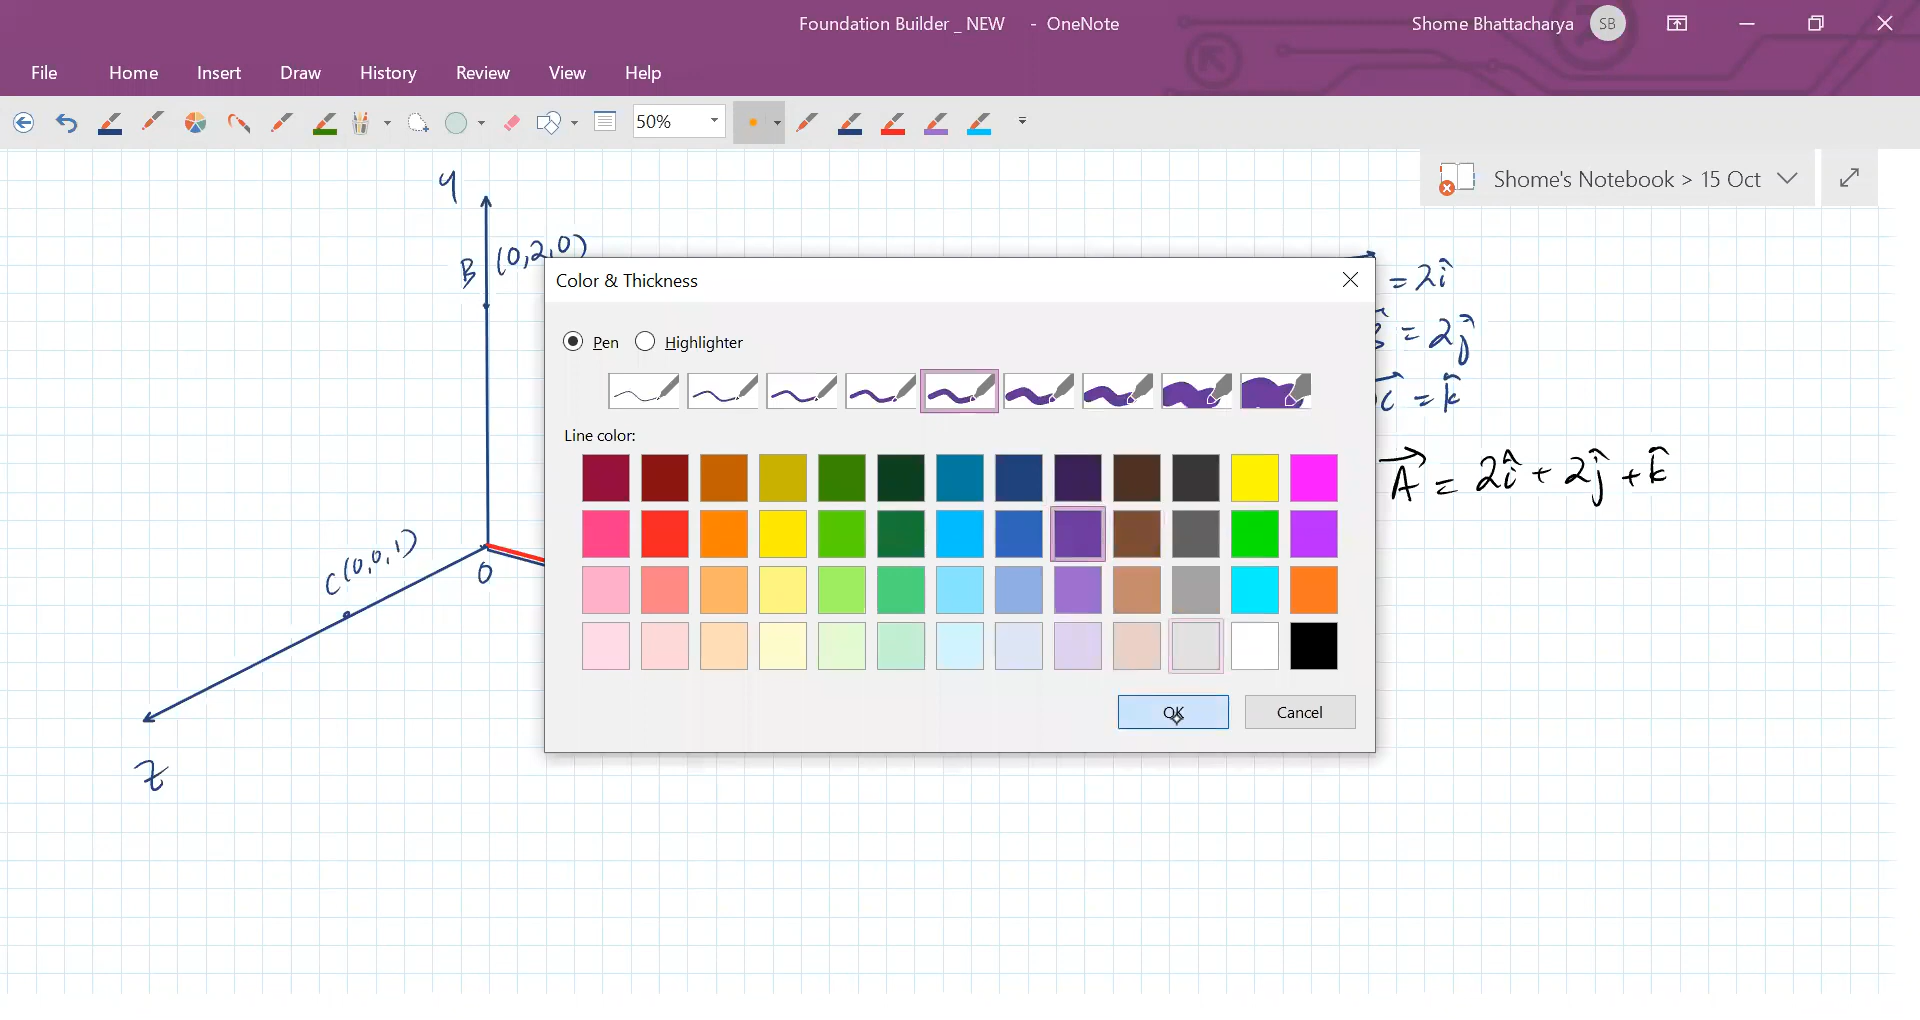 Foundation Builder _ NEW - OneNote
Shome Bhattacharya SB
File Home Insert Draw History Review View Help
50%
Shome's Notebook > 15 Oct
y
B (0,2,0)
= 2î
= 2ĵ
C = k̂
A = 2î + 2ĵ + k̂
C(0,0,1)
O
Z
Color & Thickness
Pen Highlighter
Line color:
OK Cancel